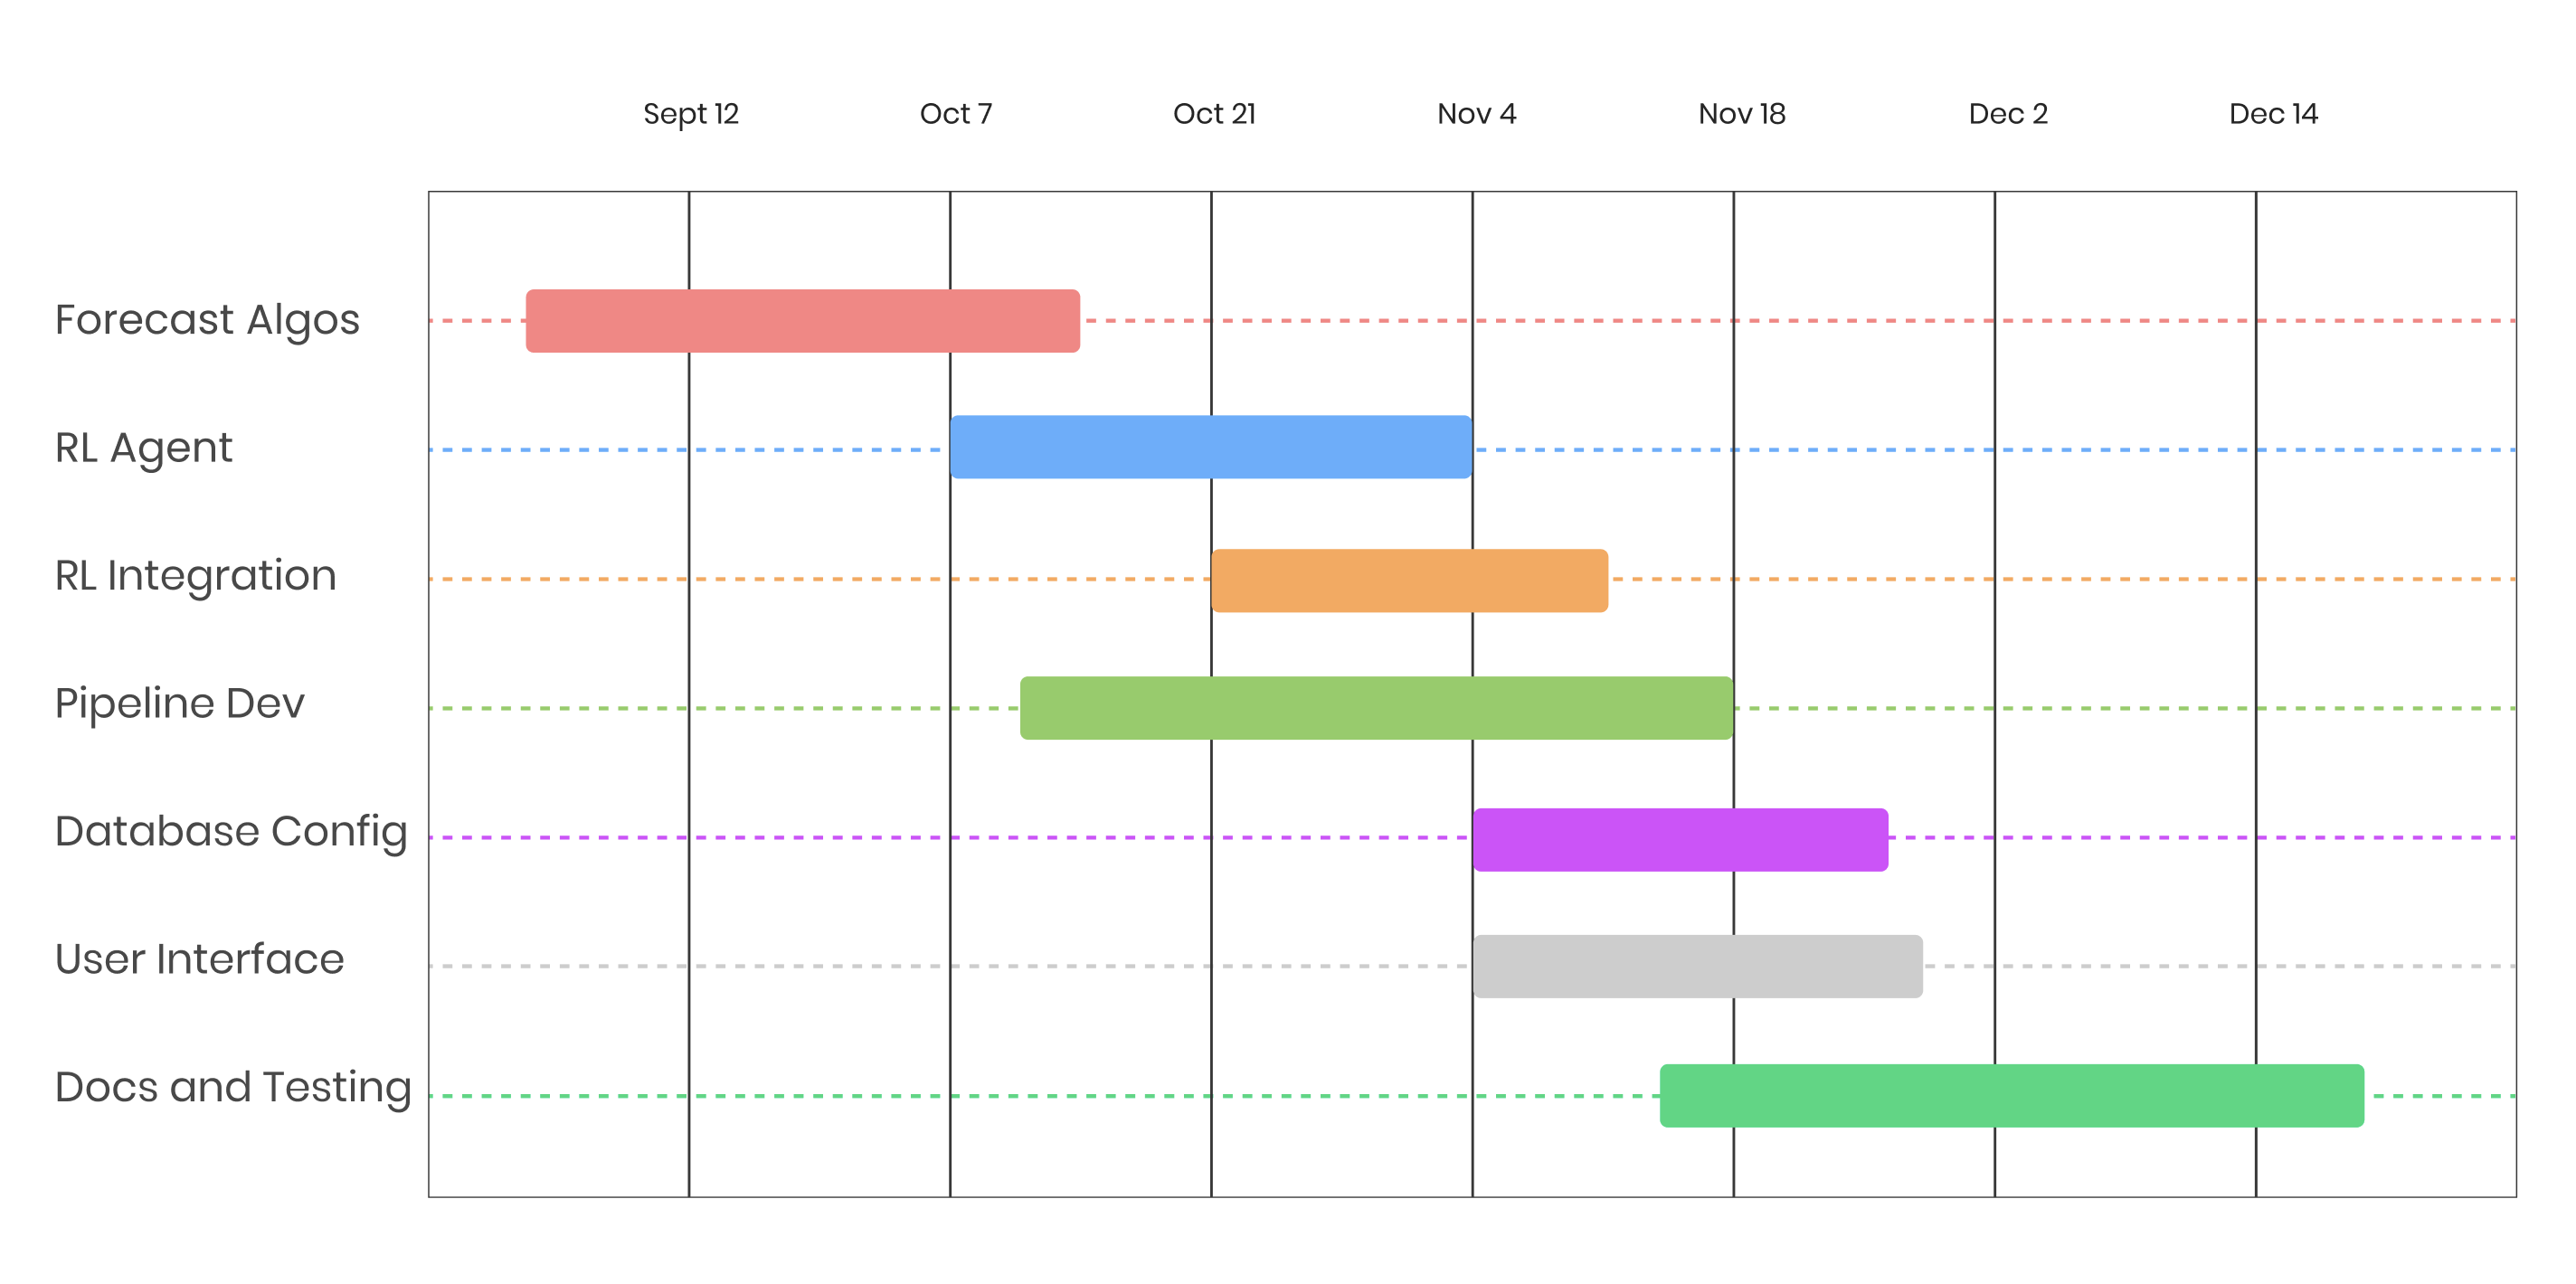 Sept 12 Oct 7 Oct 21 Nov 4 Nov 18 Dec 2 Dec 14
Forecast Algos
RL Agent
RL Integration
Pipeline Dev
Database Config
User Interface
Docs and Testing